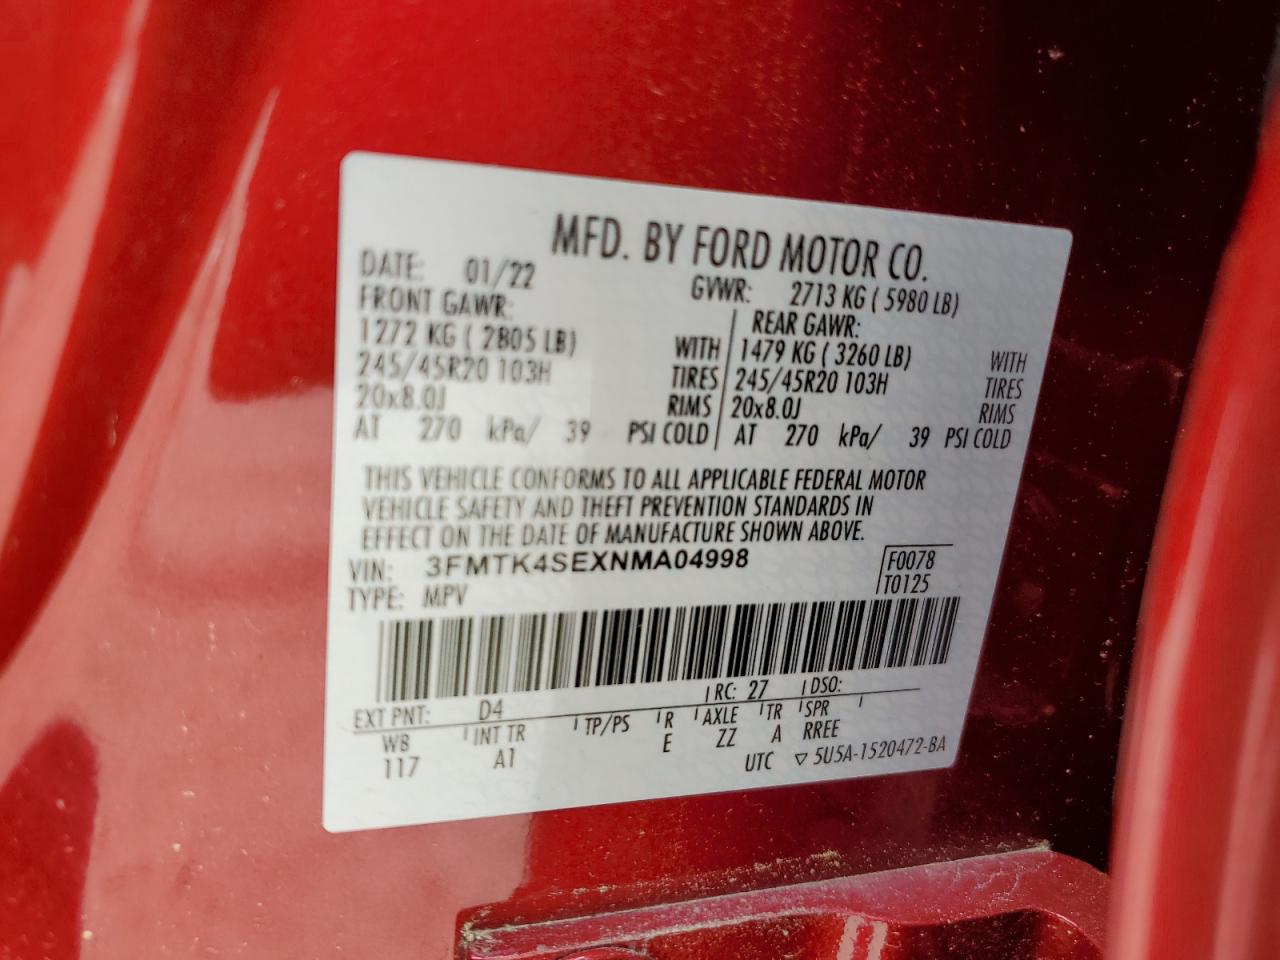 MFD. BY FORD MOTOR CO.
DATE: 01/22 GVWR: 2713 KG ( 5980 LB)
FRONT GAWR: REAR GAWR:
1272 KG ( 2805 LB) WITH 1479 KG ( 3260 LB) WITH
245/45R20 103H TIRES 245/45R20 103H TIRES
20x8.0J RIMS 20x8.0J RIMS
AT 270 kPa/ 39 PSI COLD AT 270 kPa/ 39 PSI COLD
THIS VEHICLE CONFORMS TO ALL APPLICABLE FEDERAL MOTOR
VEHICLE SAFETY AND THEFT PREVENTION STANDARDS IN
EFFECT ON THE DATE OF MANUFACTURE SHOWN ABOVE.
VIN: 3FMTK4SEXNMA04998 F0078
TYPE: MPV T0125
EXT PNT: D4 RC: 27 DSO:
WB INT TR TP/PS R AXLE TR SPR
117 A1 E ZZ A RREE
UTC ▽ 5U5A-1520472-BA